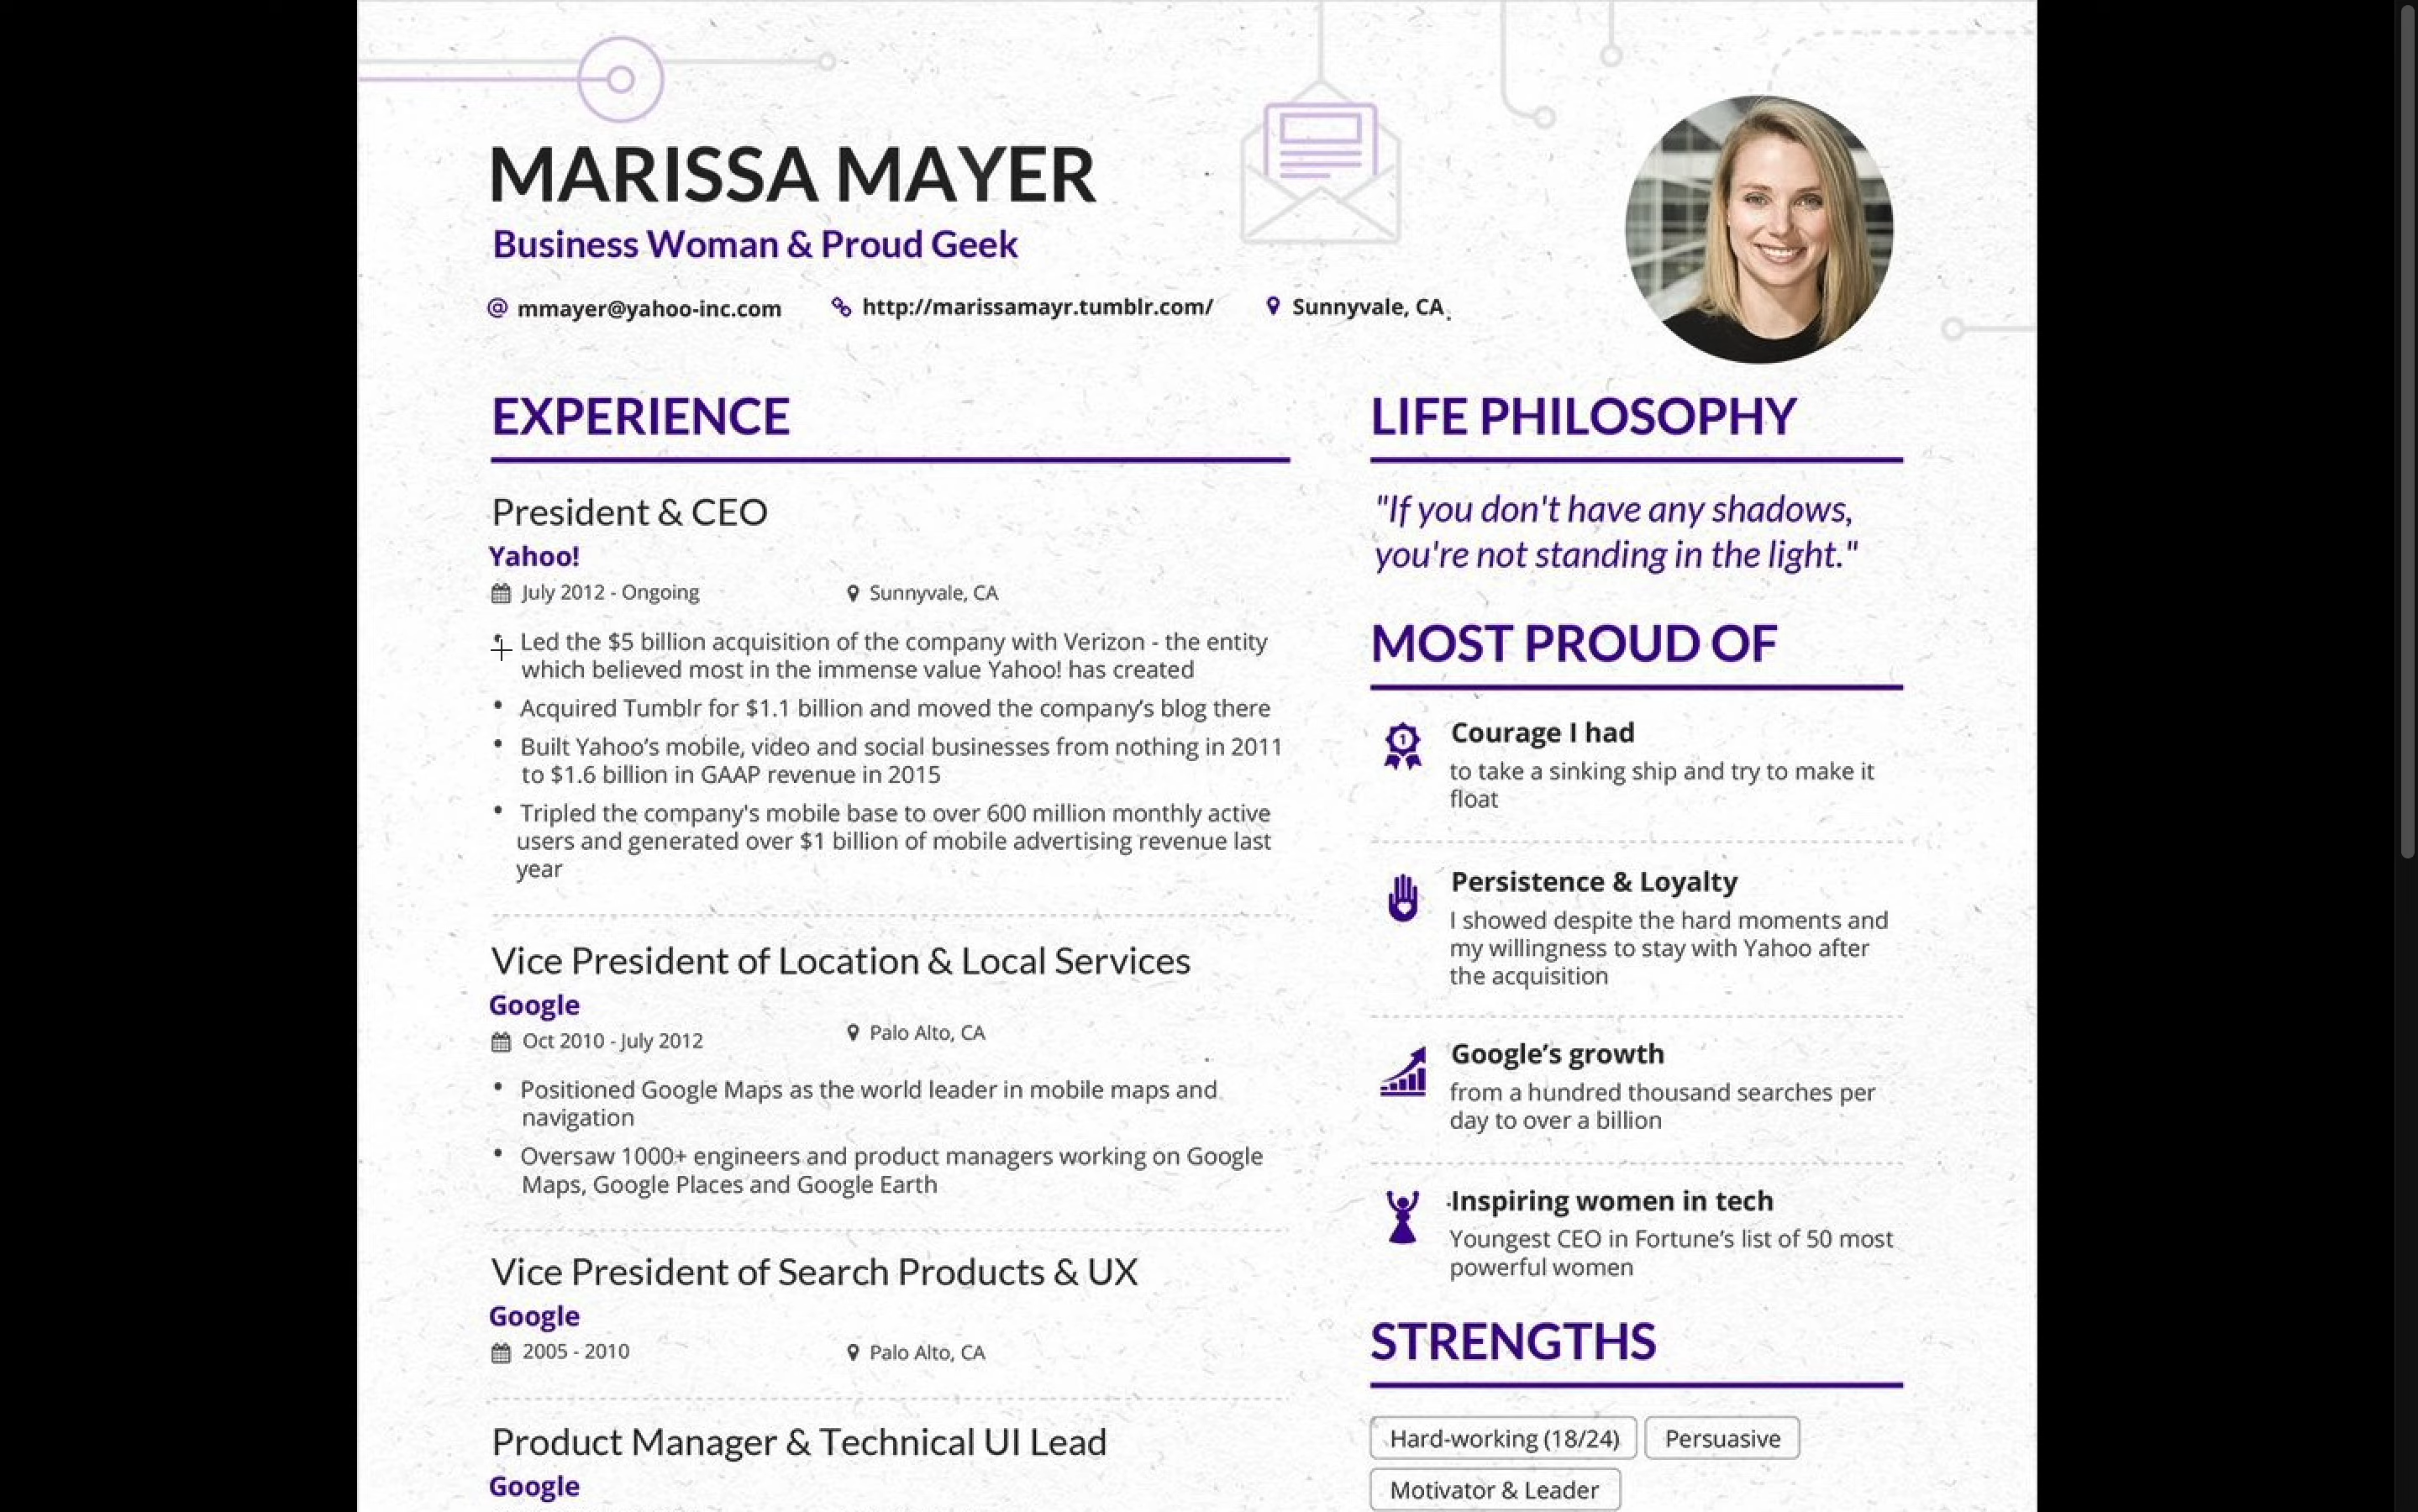 MARISSA MAYER
Business Woman & Proud Geek
mmayer@yahoo-inc.com
http://marissamayr.tumblr.com/
Sunnyvale, CA
EXPERIENCE
President & CEO
Yahoo!
July 2012 - Ongoing
Sunnyvale, CA
• Led the $5 billion acquisition of the company with Verizon - the entity
which believed most in the immense value Yahoo! has created
• Acquired Tumblr for $1.1 billion and moved the company’s blog there
• Built Yahoo’s mobile, video and social businesses from nothing in 2011
to $1.6 billion in GAAP revenue in 2015
• Tripled the company's mobile base to over 600 million monthly active
users and generated over $1 billion of mobile advertising revenue last
year
Vice President of Location & Local Services
Google
Oct 2010 - July 2012
Palo Alto, CA
• Positioned Google Maps as the world leader in mobile maps and
navigation
• Oversaw 1000+ engineers and product managers working on Google
Maps, Google Places and Google Earth
Vice President of Search Products & UX
Google
2005 - 2010
Palo Alto, CA
Product Manager & Technical UI Lead
Google
LIFE PHILOSOPHY
"If you don't have any shadows,
you're not standing in the light."
MOST PROUD OF
1
Courage I had
to take a sinking ship and try to make it
float
Persistence & Loyalty
I showed despite the hard moments and
my willingness to stay with Yahoo after
the acquisition
Google’s growth
from a hundred thousand searches per
day to over a billion
Inspiring women in tech
Youngest CEO in Fortune’s list of 50 most
powerful women
STRENGTHS
Hard-working (18/24)
Persuasive
Motivator & Leader